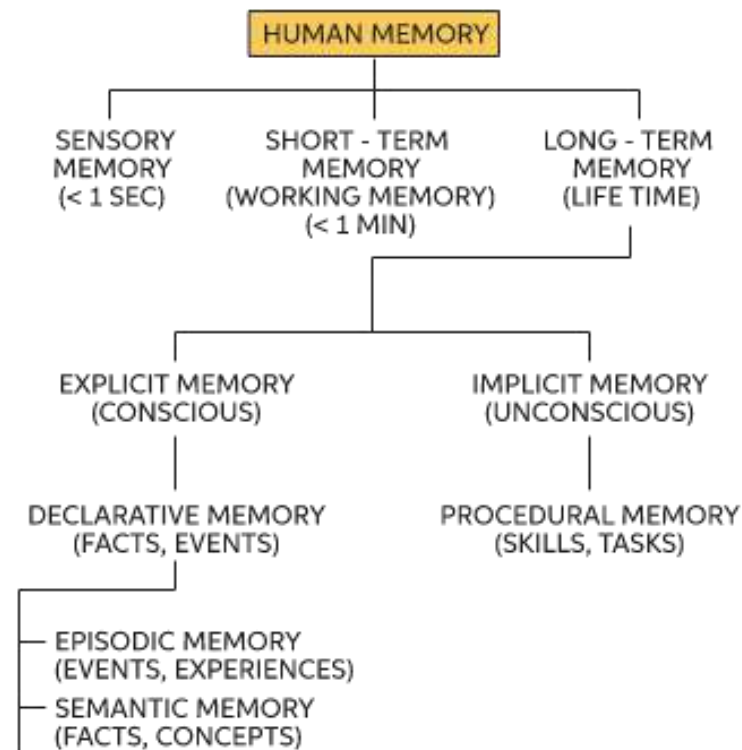 HUMAN MEMORY
SENSORY
MEMORY
(< 1 SEC)
SHORT - TERM
MEMORY
(WORKING MEMORY)
(< 1 MIN)
LONG - TERM
MEMORY
(LIFE TIME)
EXPLICIT MEMORY
(CONSCIOUS)
IMPLICIT MEMORY
(UNCONSCIOUS)
DECLARATIVE MEMORY
(FACTS, EVENTS)
PROCEDURAL MEMORY
(SKILLS, TASKS)
EPISODIC MEMORY
(EVENTS, EXPERIENCES)
SEMANTIC MEMORY
(FACTS, CONCEPTS)